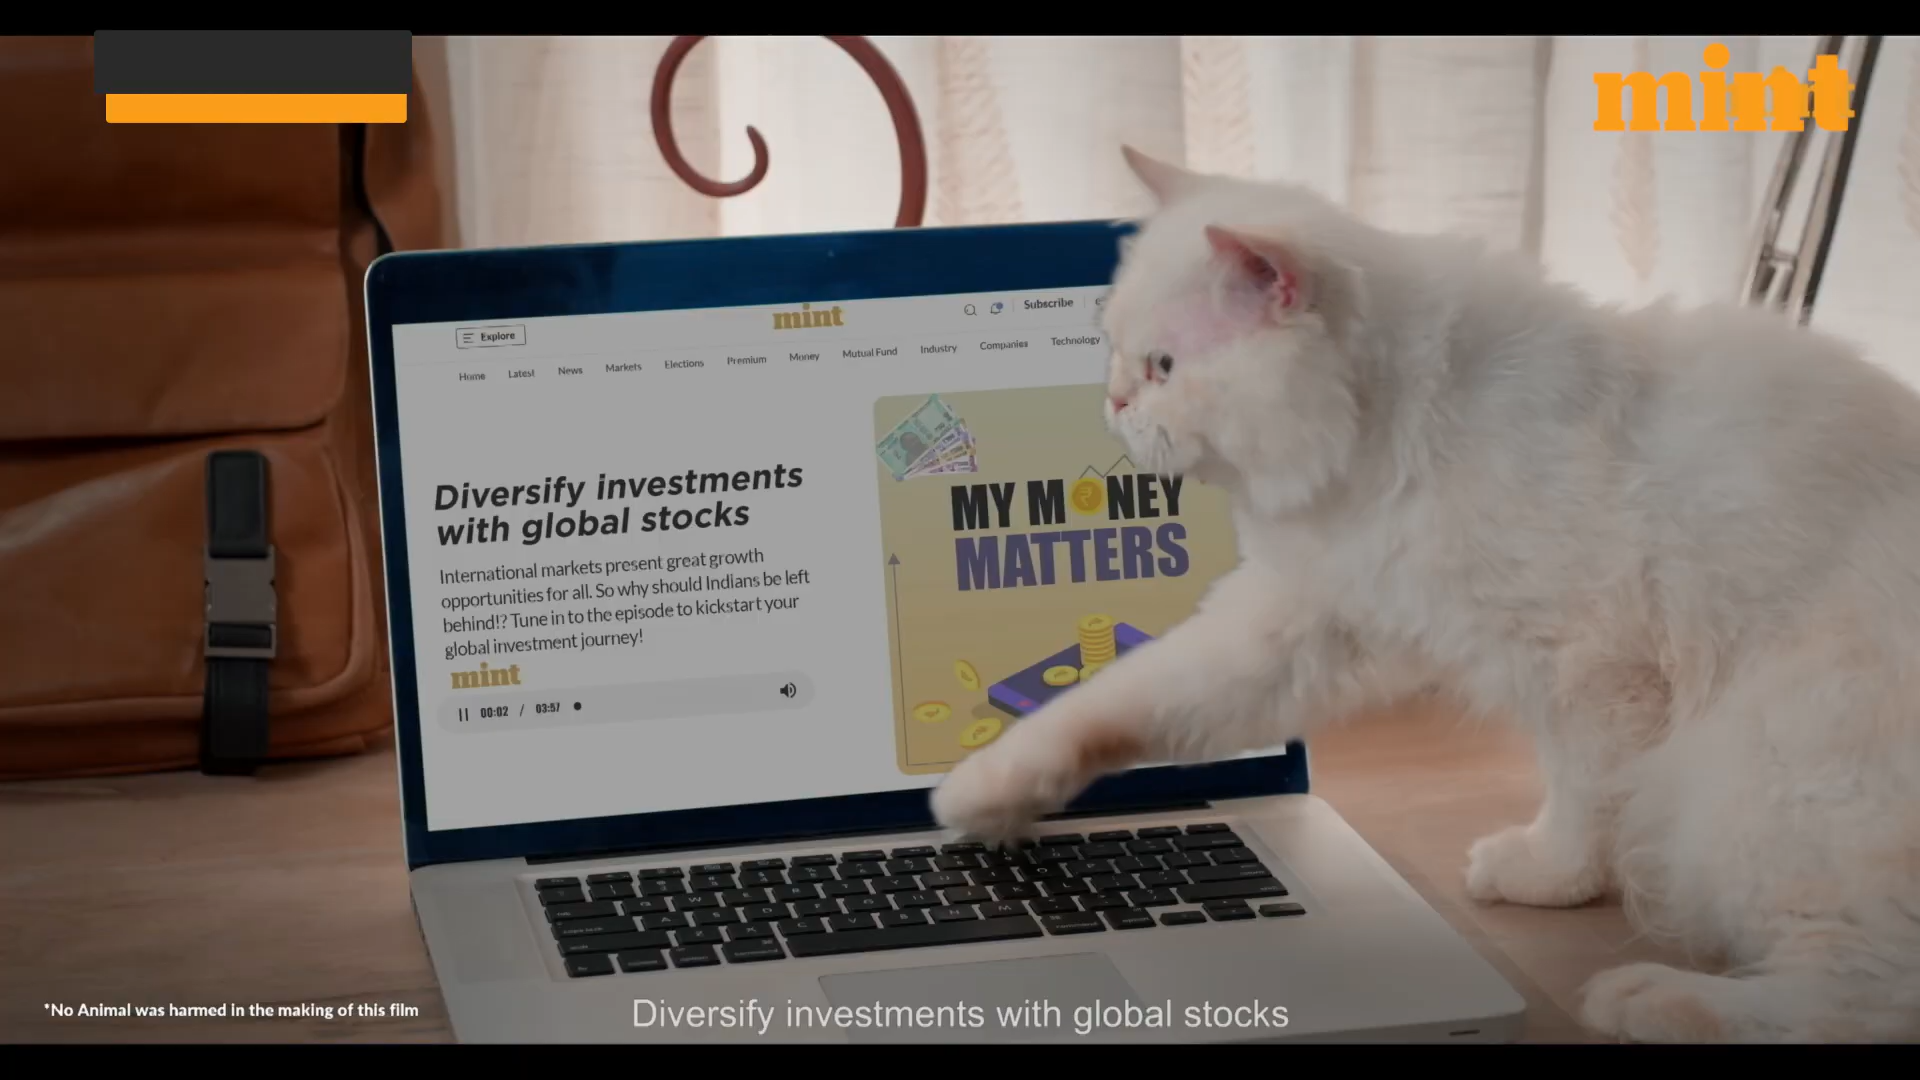 mint
mint
Subscribe
Explore
Home Latest News Markets Elections Premium Money Mutual Fund Industry Companies Technology
Diversify investments
with global stocks
International markets present great growth
opportunities for all. So why should Indians be left
behind!? Tune in to the episode to kickstart your
global investment journey!
mint
00:02 / 03:57
MY MONEY
MATTERS
*No Animal was harmed in the making of this film
Diversify investments with global stocks